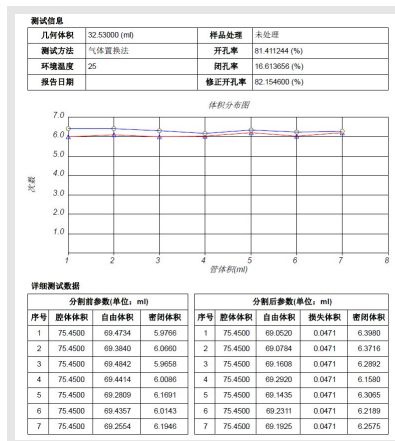 测试信息
几何体积 32.53000 (ml) 样品处理 未处理
测试方法 气体置换法 开孔率 81.411244 (%)
环境温度 25 闭孔率 16.613656 (%)
报告日期 修正开孔率 82.154600 (%)
体积分布图
7.0
6.0
5.0
4.0
3.0
2.0
1.0
次数
1 2 3 4 5 6 7 8
管体积(ml)
详细测试数据
分割前参数(单位：ml) 分割后参数(单位：ml)
序号 腔体体积 自由体积 密闭体积 序号 腔体体积 自由体积 损失体积 密闭体积
1 75.4500 69.4734 5.9766 1 75.4500 69.0520 0.0471 6.3980
2 75.4500 69.3840 6.0660 2 75.4500 69.0784 0.0471 6.3716
3 75.4500 69.4842 5.9658 3 75.4500 69.1608 0.0471 6.2892
4 75.4500 69.4414 6.0086 4 75.4500 69.2920 0.0471 6.1580
5 75.4500 69.2809 6.1691 5 75.4500 69.1435 0.0471 6.3065
6 75.4500 69.4357 6.0143 6 75.4500 69.2311 0.0471 6.2189
7 75.4500 69.2554 6.1946 7 75.4500 69.1925 0.0471 6.2575